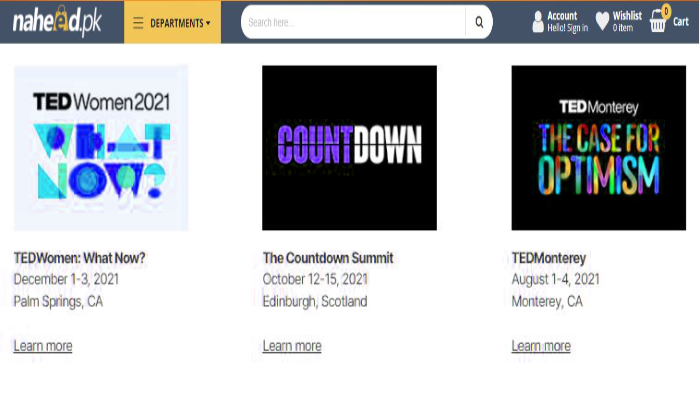 naheed.pk
DEPARTMENTS
Search here...
Account
Hello! Sign in
Wishlist
0 item
0
Cart
TEDWomen2021
WHAT
NOW?
COUNTDOWN
TEDMonterey
THE CASE FOR
OPTIMISM
TEDWomen: What Now?
December 1-3, 2021
Palm Springs, CA
Learn more
The Countdown Summit
October 12-15, 2021
Edinburgh, Scotland
Learn more
TEDMonterey
August 1-4, 2021
Monterey, CA
Learn more